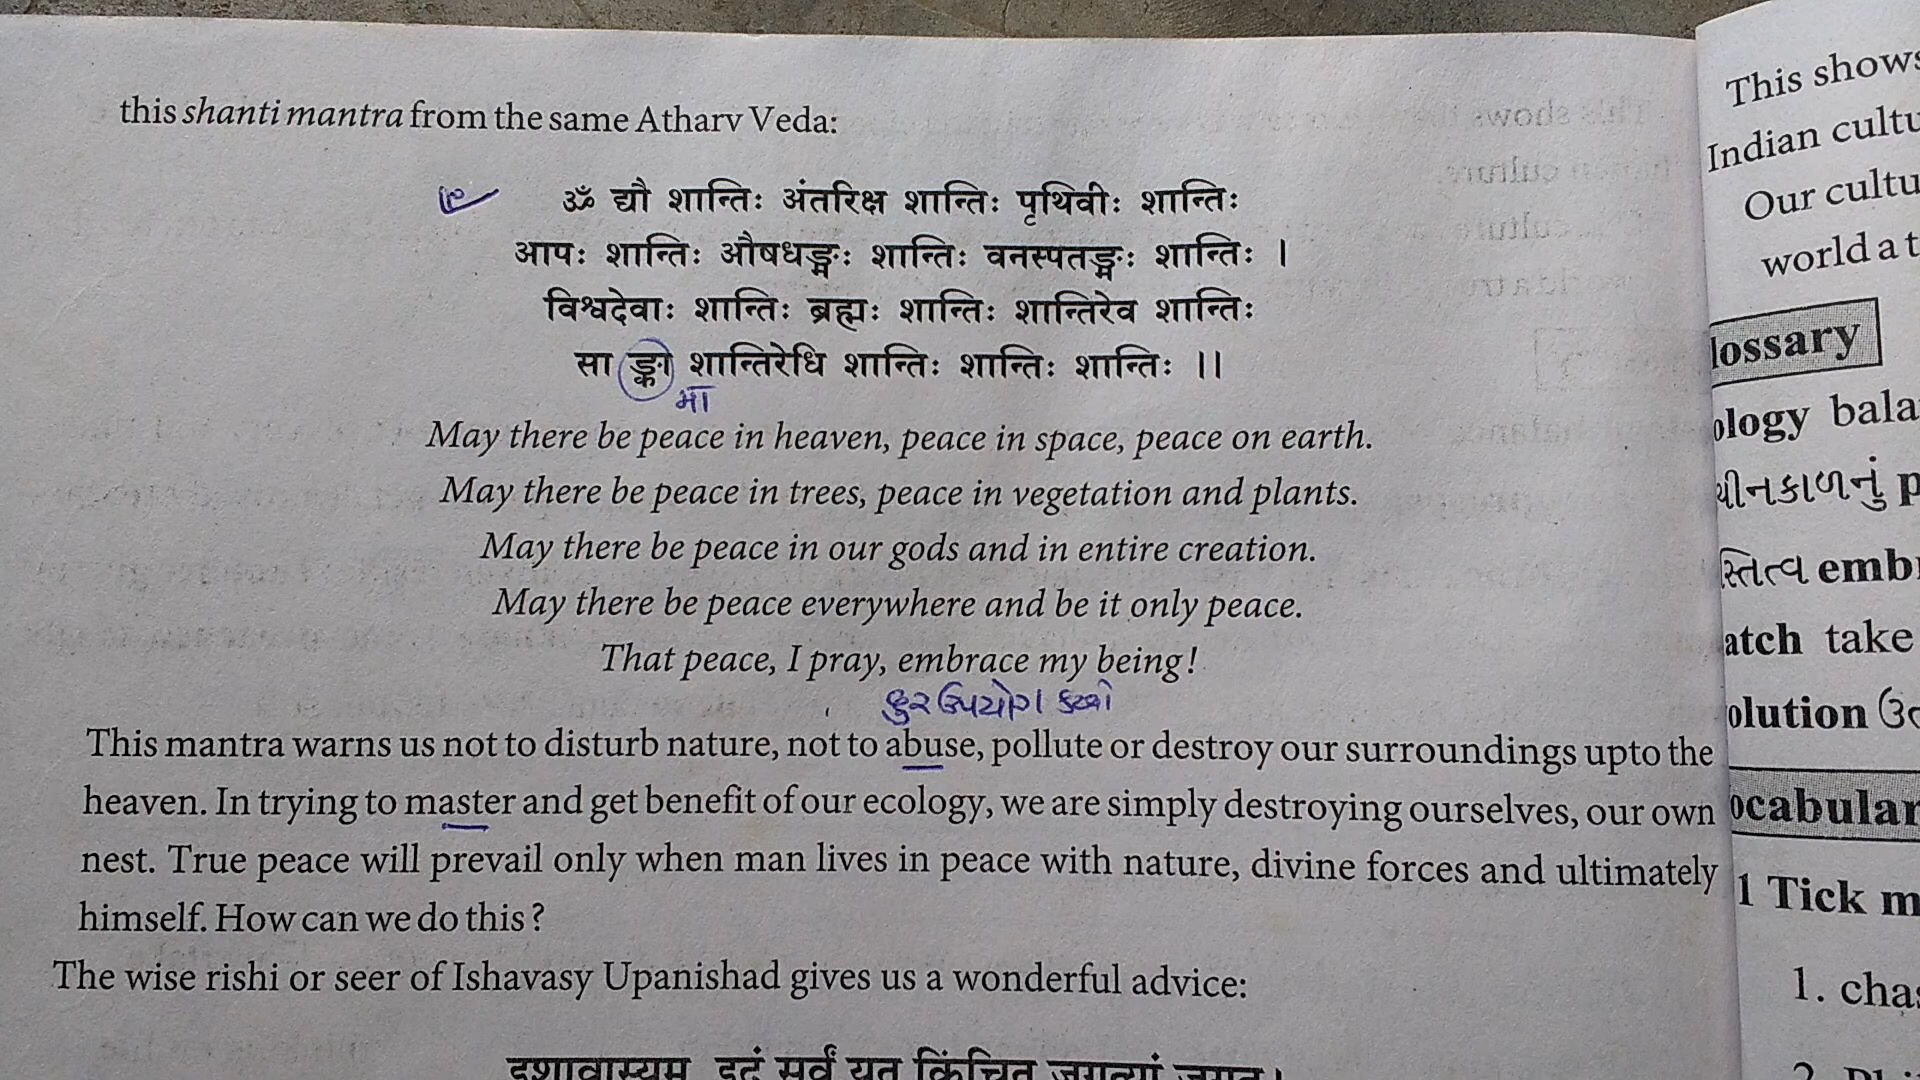 this shanti mantra from the same Atharv Veda:
ॐ द्यौ शान्तिः अंतरिक्ष शान्तिः पृथिवीः शान्तिः
आपः शान्तिः औषधङ्मः शान्तिः वनस्पतङ्मः शान्तिः ।
विश्वदेवाः शान्तिः ब्रह्मः शान्तिः शान्तिरेव शान्तिः
सा ङ्को शान्तिरेधि शान्तिः शान्तिः शान्तिः ।।
May there be peace in heaven, peace in space, peace on earth.
May there be peace in trees, peace in vegetation and plants.
May there be peace in our gods and in entire creation.
May there be peace everywhere and be it only peace.
That peace, I pray, embrace my being!
This mantra warns us not to disturb nature, not to abuse, pollute or destroy our surroundings upto the
heaven. In trying to master and get benefit of our ecology, we are simply destroying ourselves, our own
nest. True peace will prevail only when man lives in peace with nature, divine forces and ultimately
himself. How can we do this?
The wise rishi or seer of Ishavasy Upanishad gives us a wonderful advice:
This shows
Indian cultu
Our cultu
world a t
lossary
ology bala
ચીનકાળનું p
સ્તિત્વ emb
atch take
olution
ocabular
1 Tick m
1. chas